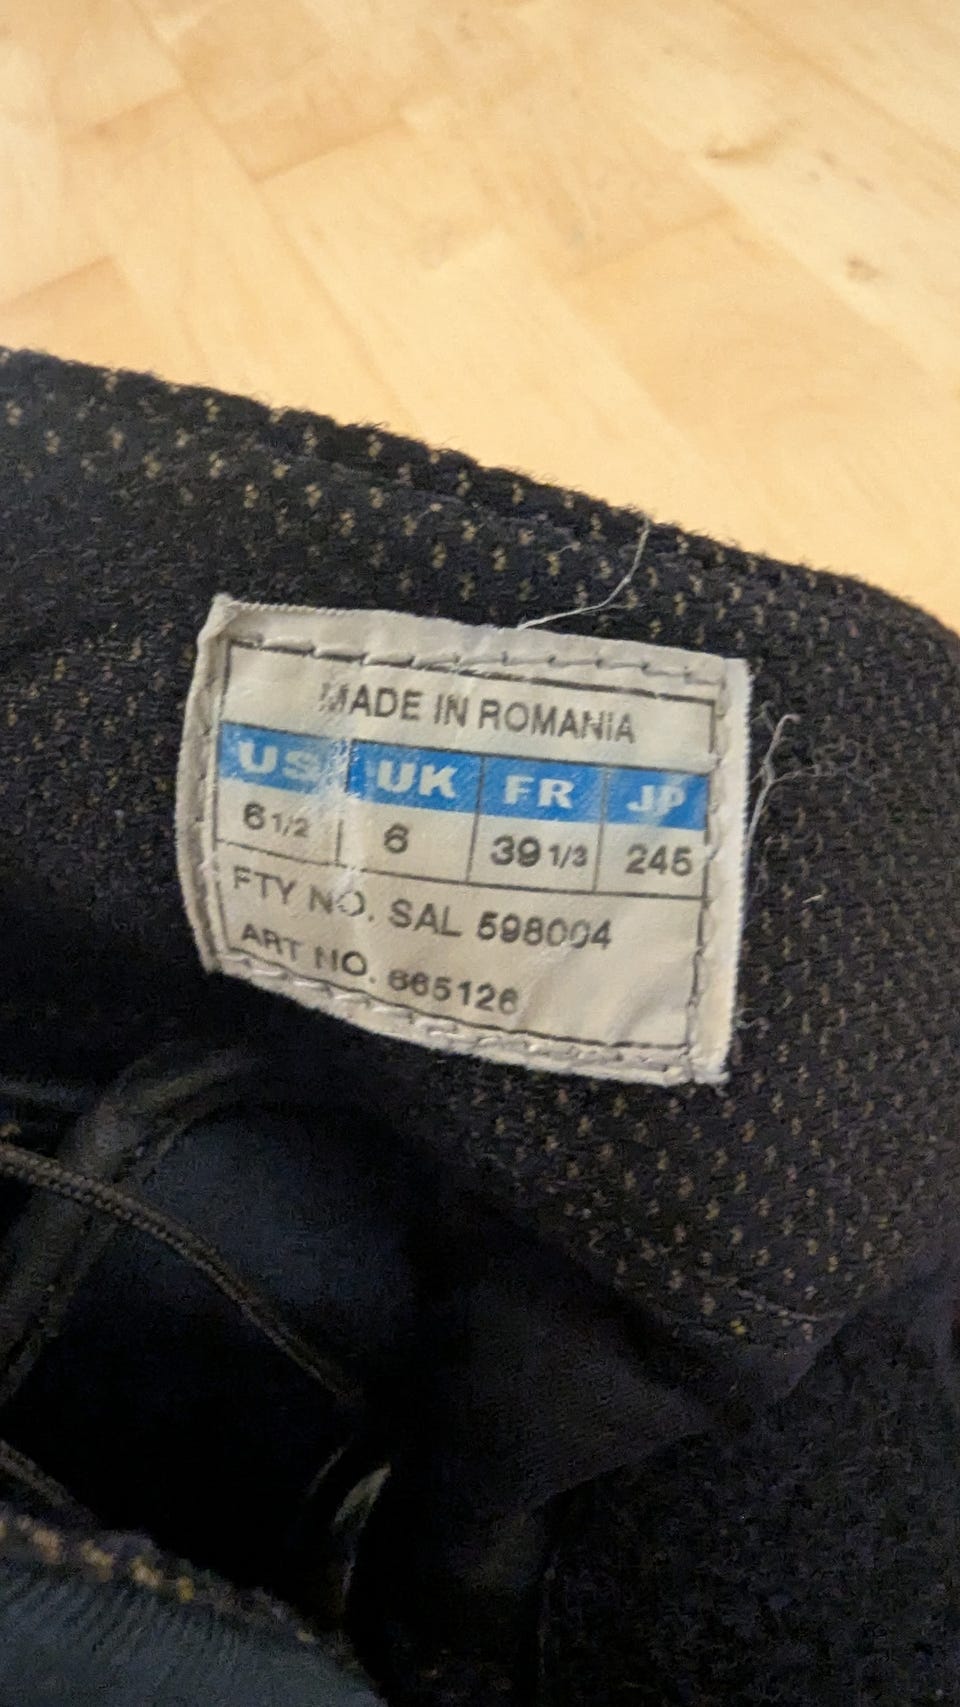 MADE IN ROMANIA
US UK FR JP
6 1/2 6 39 1/3 245
FTY NO. SAL 598004
ART NO. 665126